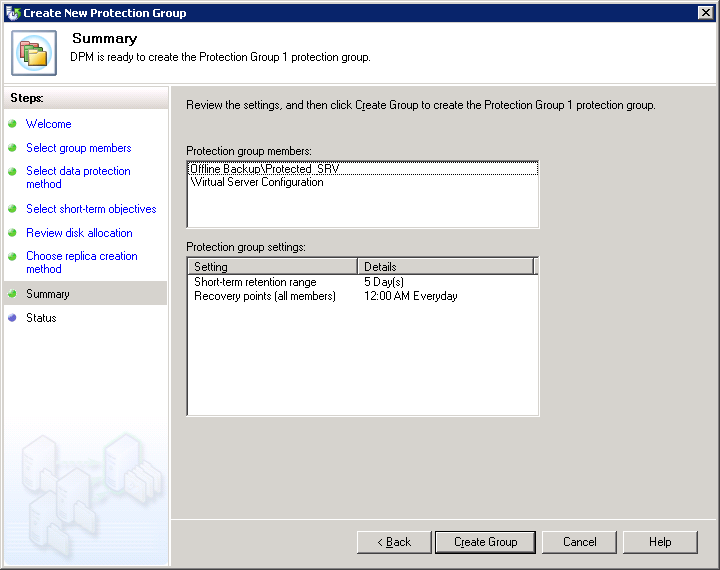 Create New Protection Group
Summary
DPM is ready to create the Protection Group 1 protection group.
Steps:
Welcome
Select group members
Select data protection
method
Select short-term objectives
Review disk allocation
Choose replica creation
method
Summary
Status
Review the settings, and then click Create Group to create the Protection Group 1 protection group.
Protection group members:
Offline Backup\Protected_SRV
\Virtual Server Configuration
Protection group settings:
Setting Details
Short-term retention range 5 Day(s)
Recovery points (all members) 12:00 AM Everyday
< Back Create Group Cancel Help